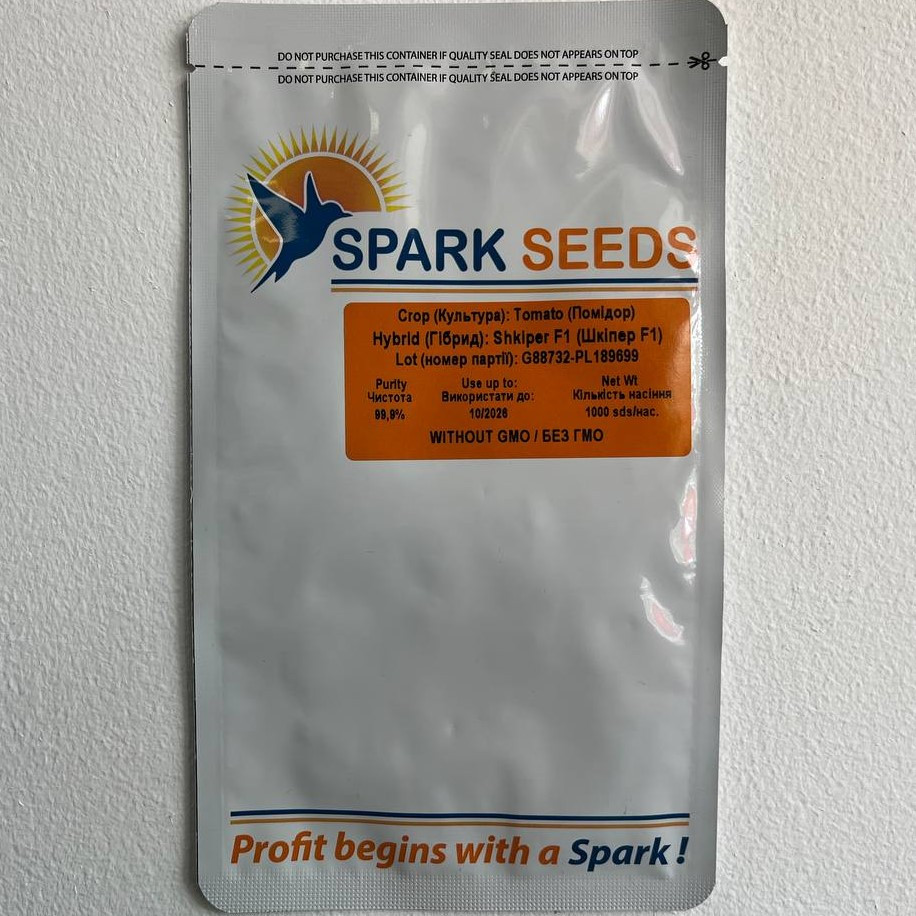 DO NOT PURCHASE THIS CONTAINER IF QUALITY SEAL DOES NOT APPEARS ON TOP
DO NOT PURCHASE THIS CONTAINER IF QUALITY SEAL DOES NOT APPEARS ON TOP
SPARK SEEDS
Crop (Культура): Tomato (Помідор)
Hybrid (Гібрид): Shkiper F1 (Шкіпер F1)
Lot (номер партії): G88732-PL189699
Purity Use up to: Net Wt
Чистота Використати до: Кількість насіння
99,9% 10/2026 1000 sds/нас.
WITHOUT GMO / БЕЗ ГМО
Profit begins with a Spark !